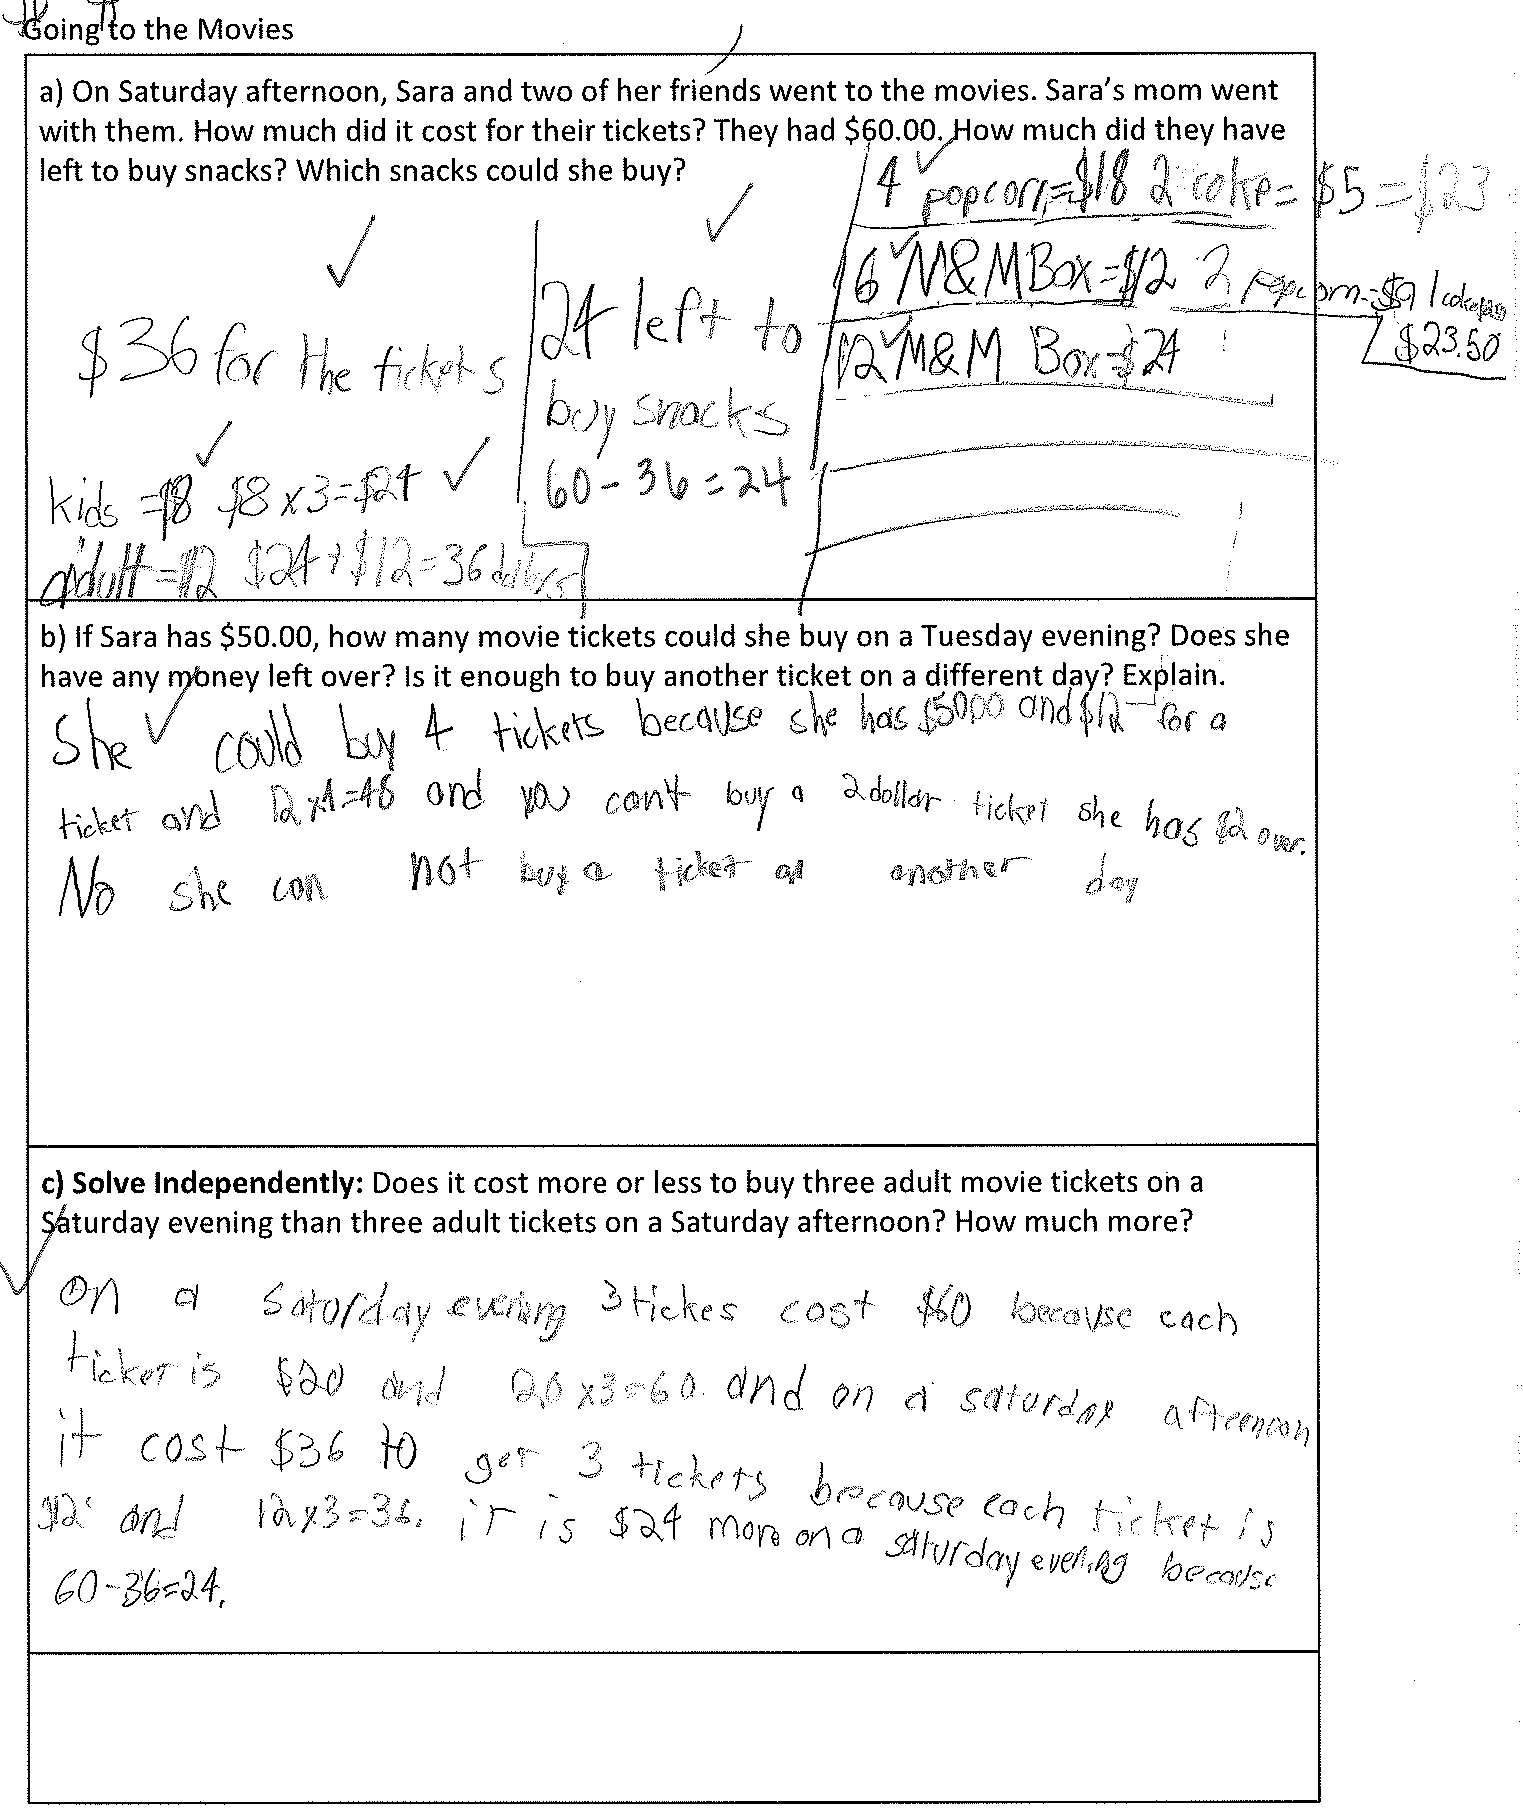 Going to the Movies
a) On Saturday afternoon, Sara and two of her friends went to the movies. Sara's mom went
with them. How much did it cost for their tickets? They had $60.00. How much did they have
left to buy snacks? Which snacks could she buy?
4 popcorn=$18 2 coke= $5 = $23
6 M&M Box=$12 2 popcorn=$9 1 coke
$23.50
12 M&M Box=$24
$36 for the tickets
kids =$8 $8 x 3=$24
adult=$12 $24+$12=36 dollars
24 left to
buy snacks
60-36=24
b) If Sara has $50.00, how many movie tickets could she buy on a Tuesday evening? Does she
have any money left over? Is it enough to buy another ticket on a different day? Explain.
She could buy 4 tickets because she has $5000 and $12 for a
ticket and 12x4=48 and you can't buy a 2 dollar ticket she has $2 over.
No she can not buy a ticket on another day
c) Solve Independently: Does it cost more or less to buy three adult movie tickets on a
Saturday evening than three adult tickets on a Saturday afternoon? How much more?
on a Saturday evening 3 tickes cost $60 because each
ticket is $20 and 20x3=60. and on a saturday afternoon
it cost $36 to get 3 tickets because each ticket is
$12 and 12x3=36. it is $24 more on a saturday evening because
60-36=24.